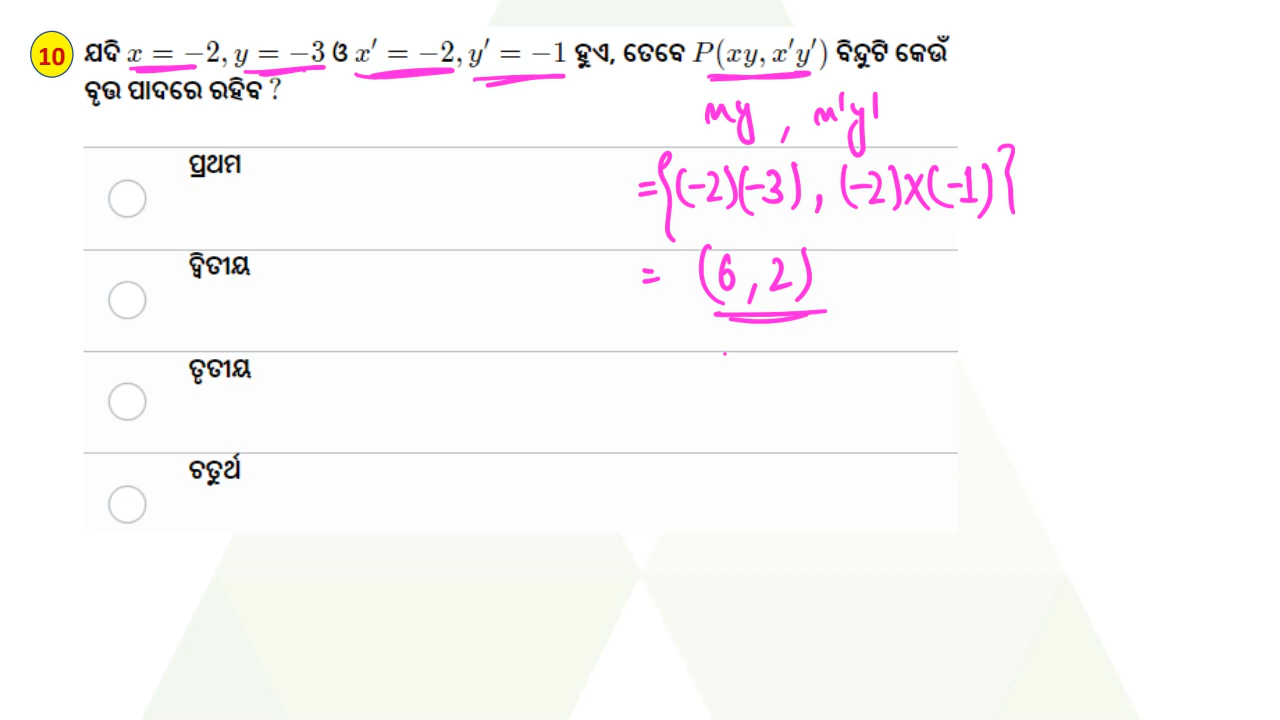 10 ଯଦି x = −2, y = −3 ଓ x′ = −2, y′ = −1 ହୁଏ, ତେବେ P(xy, x′y′) ବିନ୍ଦୁଟି କେଉଁ
ବୃତ୍ତ ପାଦରେ ରହିବ ?
xy , x'y'
ପ୍ରଥମ
={(-2)(-3), (-2)×(-1)}
ଦ୍ୱିତୀୟ
= (6, 2)
ତୃତୀୟ
ଚତୁର୍ଥ